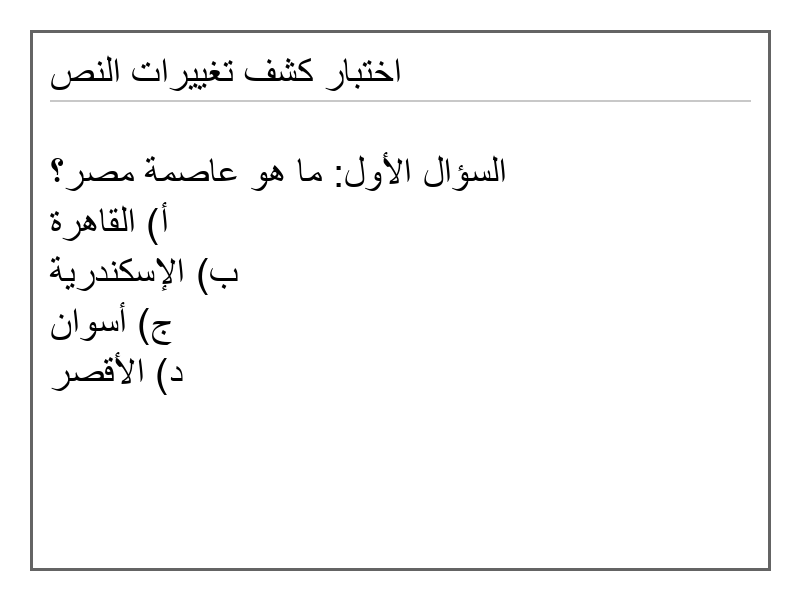 اختبار كشف تغييرات النص
السؤال الأول: ما هو عاصمة مصر؟
أ) القاهرة
ب) الإسكندرية
ج) أسوان
د) الأقصر